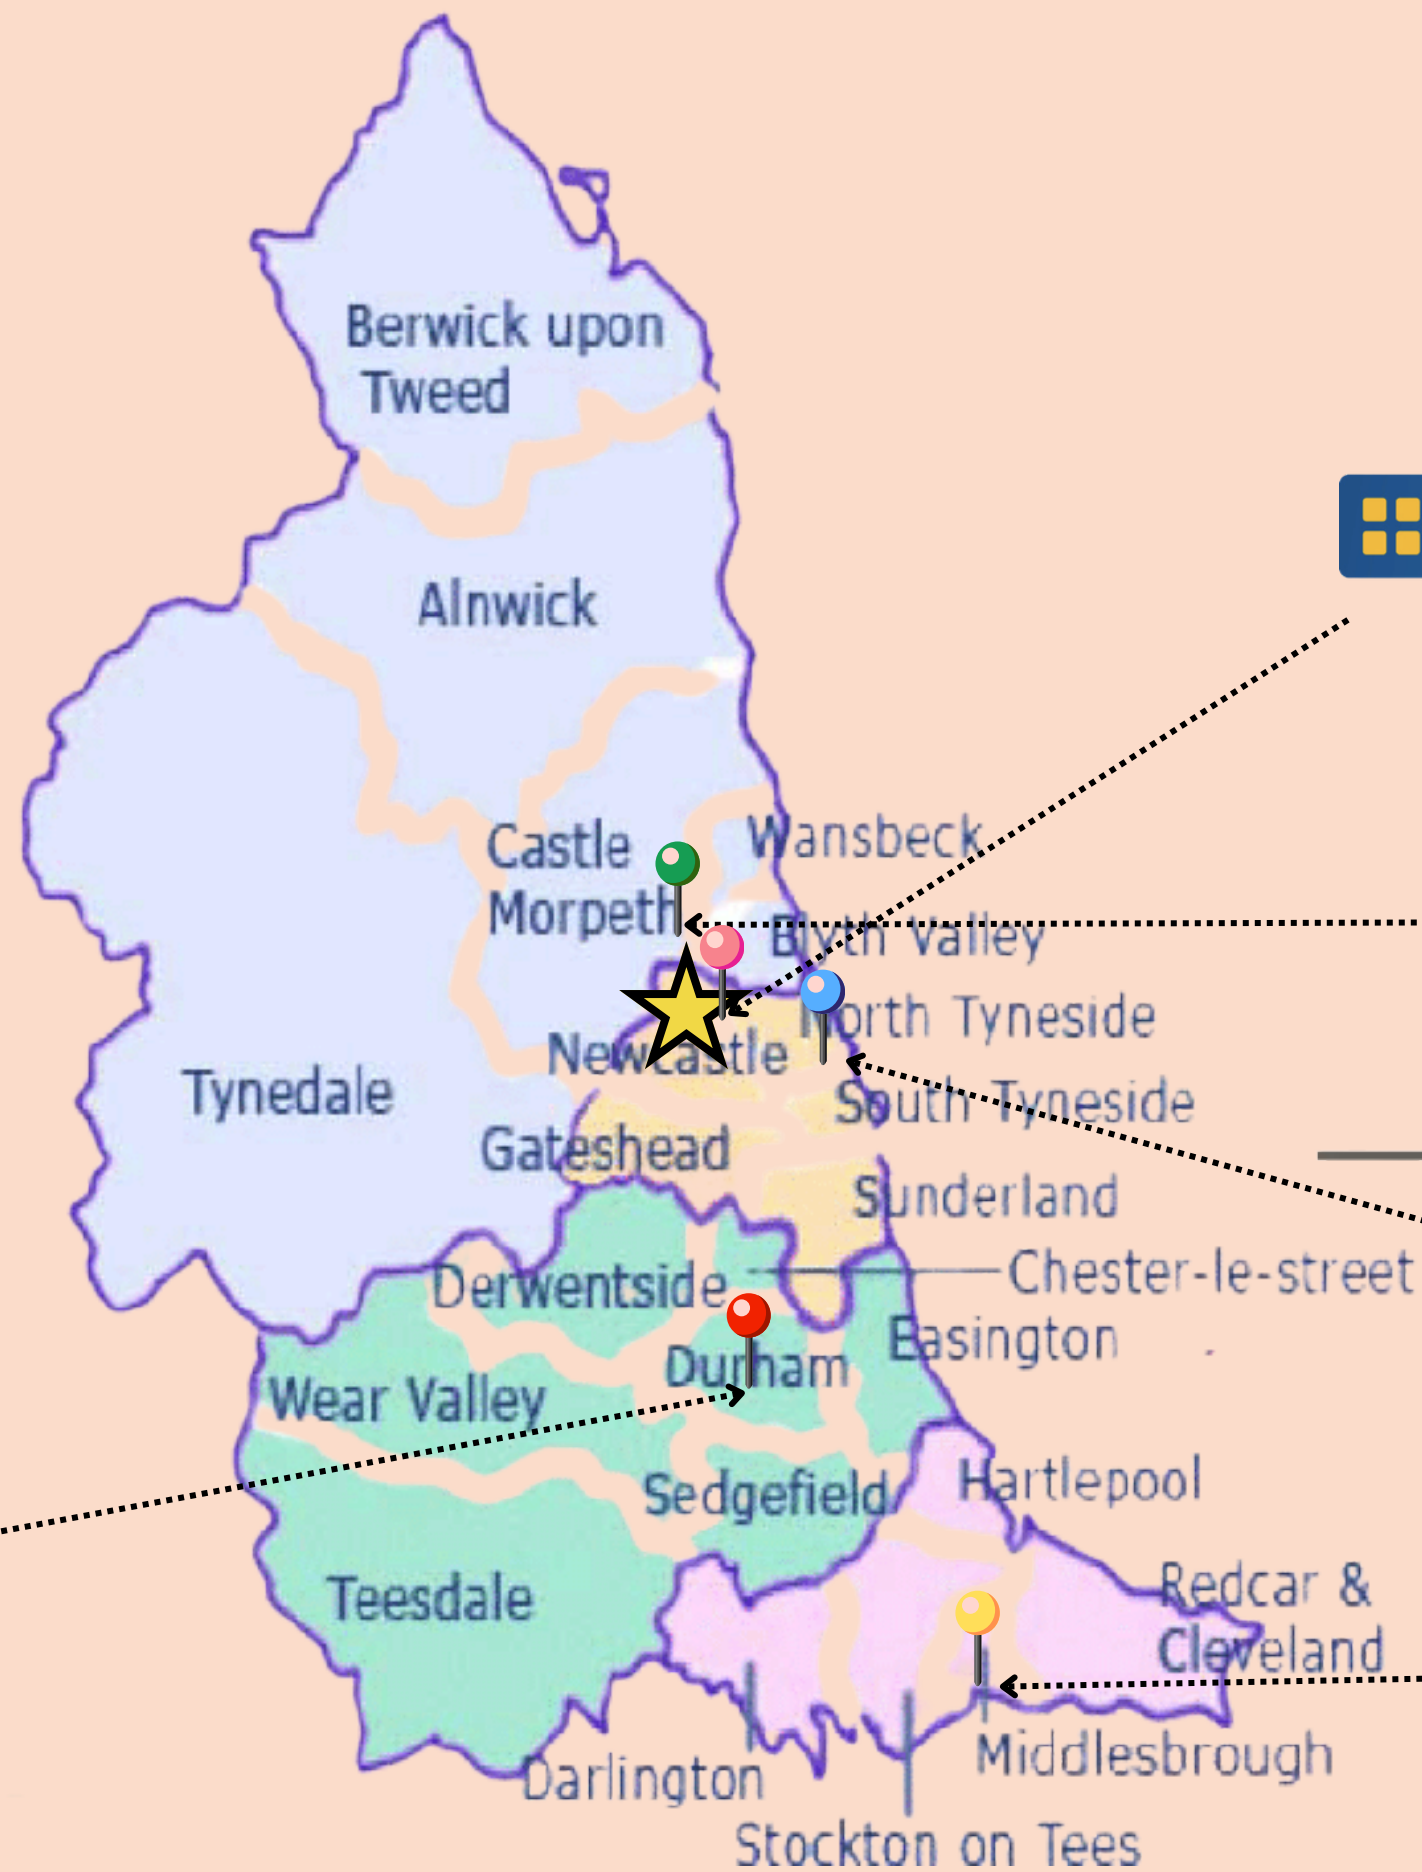 Berwick upon
Tweed
Alnwick
Castle
Morpeth
Wansbeck
Blyth Valley
North Tyneside
Newcastle
Tynedale
South Tyneside
Gateshead
Sunderland
Derwentside
Chester-le-street
Easington
Durham
Wear Valley
Hartlepool
Sedgefield
Teesdale
Redcar &
Cleveland
Middlesbrough
Darlington
Stockton on Tees